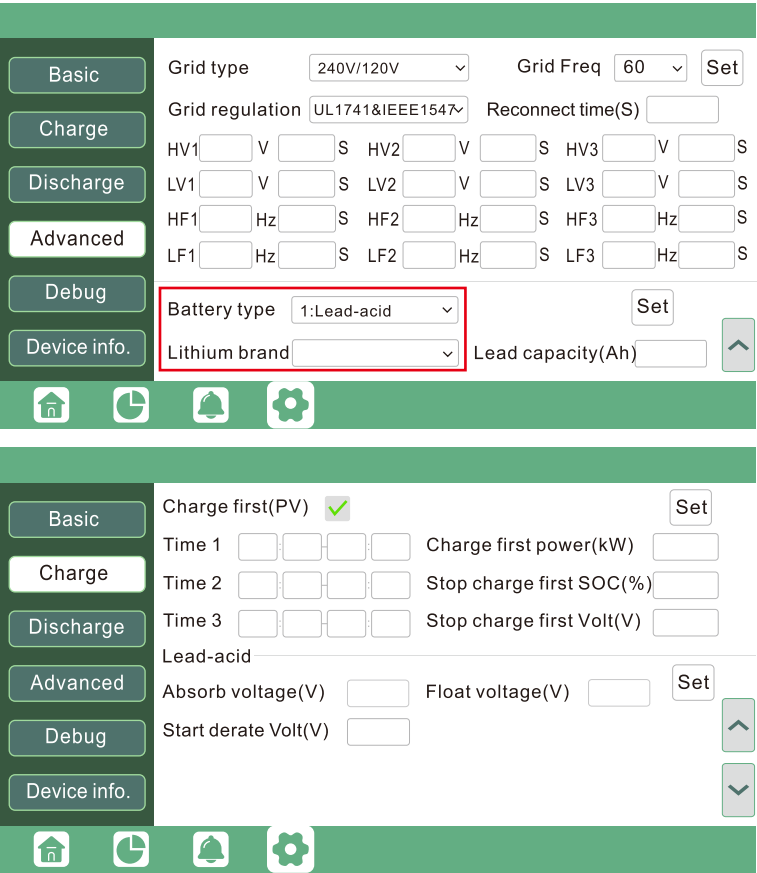 Basic
Charge
Discharge
Advanced
Debug
Device info.
Grid type 240V/120V Grid Freq 60 Set
Grid regulation UL1741&IEEE1547 Reconnect time(S)
HV1 V S HV2 V S HV3 V S
LV1 V S LV2 V S LV3 V S
HF1 Hz S HF2 Hz S HF3 Hz S
LF1 Hz S LF2 Hz S LF3 Hz S
Battery type 1:Lead-acid Set
Lithium brand Lead capacity(Ah)
Basic
Charge
Discharge
Advanced
Debug
Device info.
Charge first(PV) Set
Time 1 : - : Charge first power(kW)
Time 2 : - : Stop charge first SOC(%)
Time 3 : - : Stop charge first Volt(V)
Lead-acid
Absorb voltage(V) Float voltage(V) Set
Start derate Volt(V)